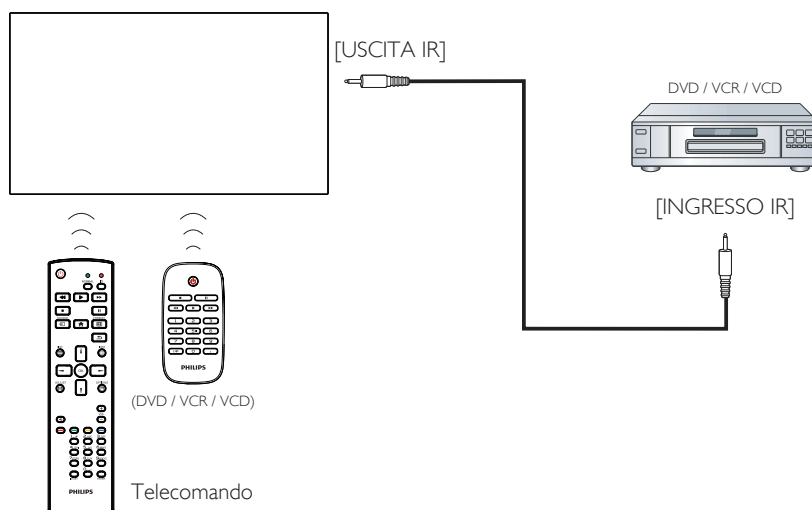 [USCITA IR]
DVD / VCR / VCD
[INGRESSO IR]
PHILIPS
(DVD / VCR / VCD)
PHILIPS
Telecomando